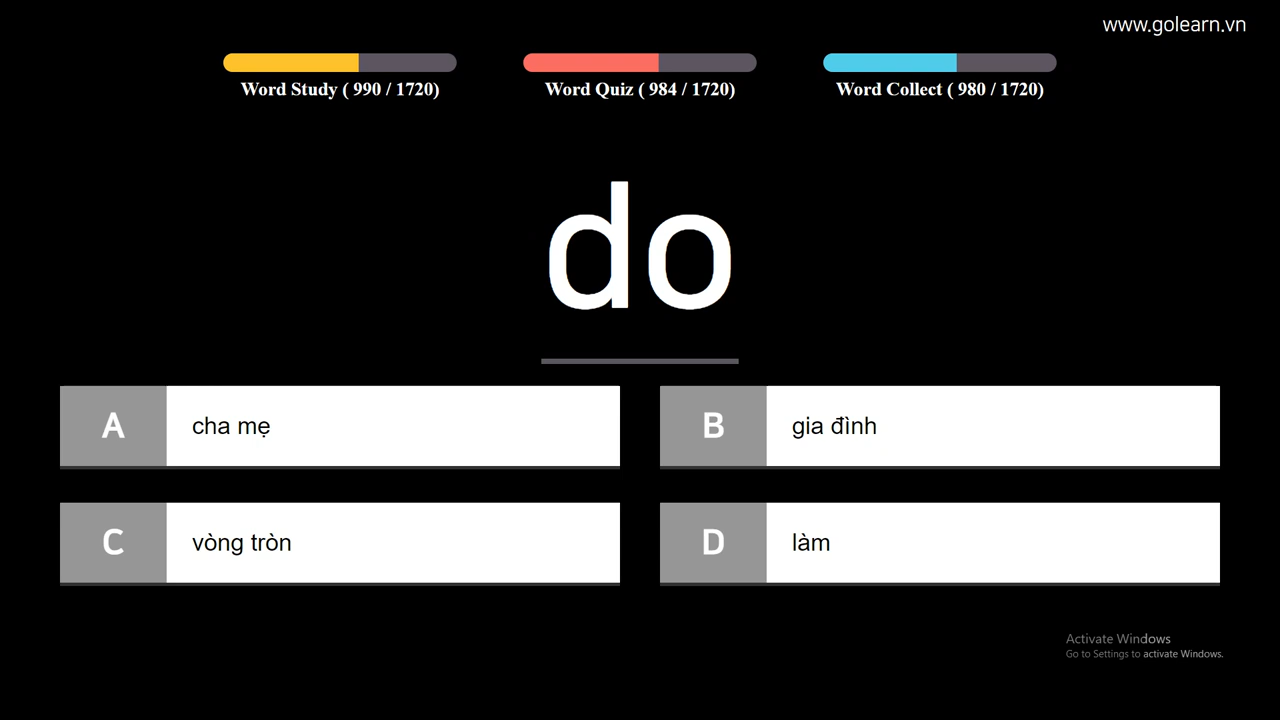 www.golearn.vn
Word Study ( 990 / 1720)
Word Quiz ( 984 / 1720)
Word Collect ( 980 / 1720)
do
A cha mẹ
B gia đình
C vòng tròn
D làm
Activate Windows
Go to Settings to activate Windows.